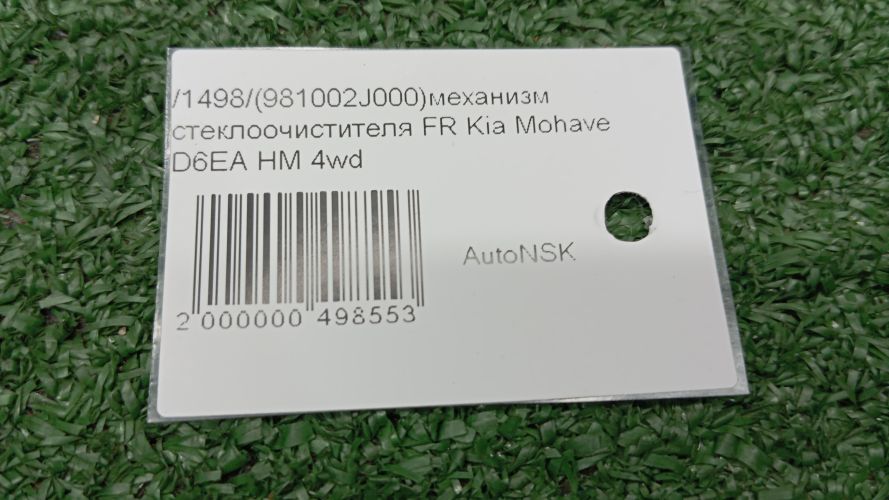 /1498/(981002J000)механизм
стеклоочистителя FR Kia Mohave
D6EA HM 4wd
AutoNSK
2 000000 498553